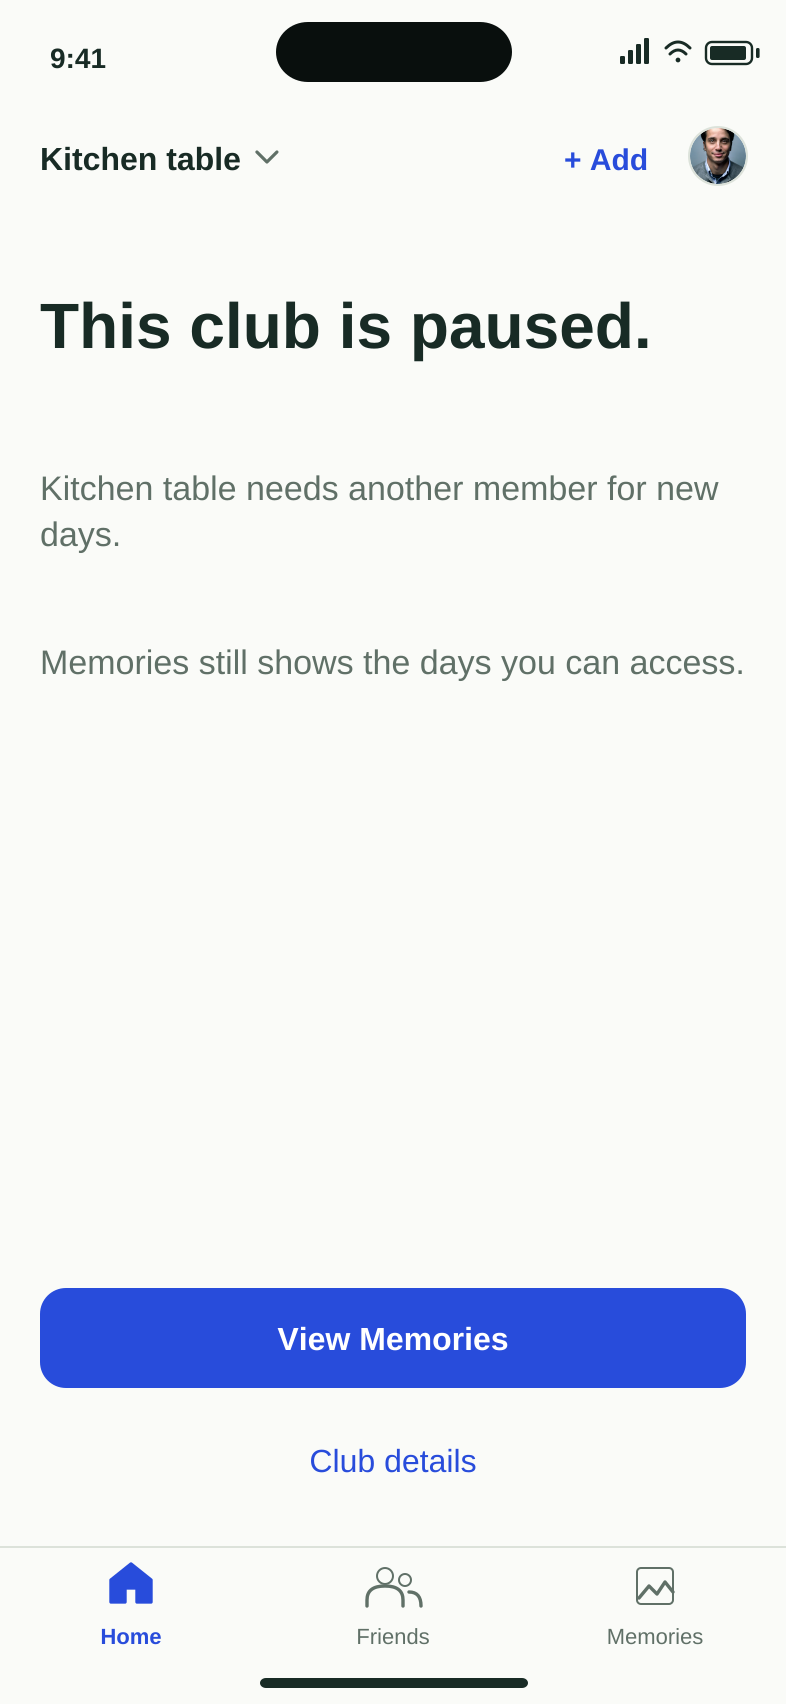 9:41
Kitchen table
+ Add
This club is paused.
Kitchen table needs another member for new
days.
Memories still shows the days you can access.
View Memories
Club details
Home
Friends
Memories